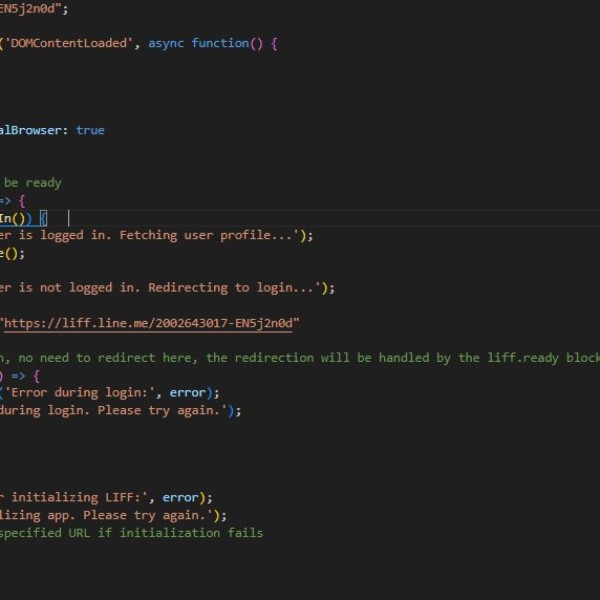 EN5j2n0d";
('DOMContentLoaded', async function() {
alBrowser: true
be ready
=> {
In()) {
er is logged in. Fetching user profile...');
e();
er is not logged in. Redirecting to login...');
"https://liff.line.me/2002643017-EN5j2n0d"
n, no need to redirect here, the redirection will be handled by the liff.ready block
) => {
('Error during login:', error);
during login. Please try again.');
r initializing LIFF:', error);
lizing app. Please try again.');
specified URL if initialization fails